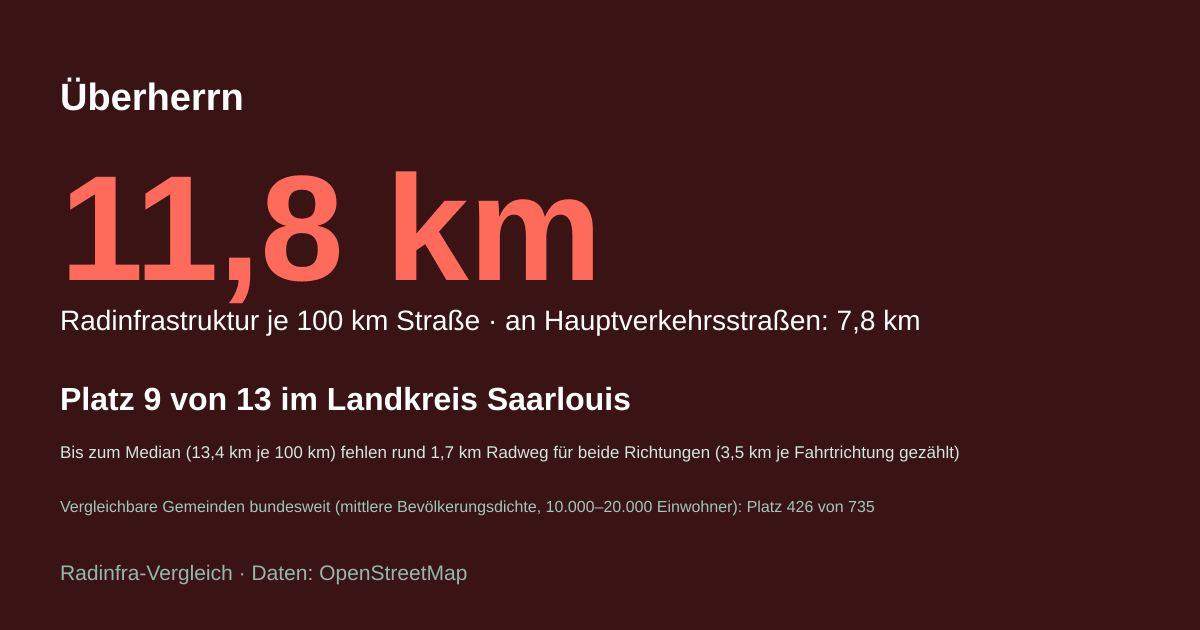 Überherrn
11,8 km
Radinfrastruktur je 100 km Straße · an Hauptverkehrsstraßen: 7,8 km
Platz 9 von 13 im Landkreis Saarlouis
Bis zum Median (13,4 km je 100 km) fehlen rund 1,7 km Radweg für beide Richtungen (3,5 km je Fahrtrichtung gezählt)
Vergleichbare Gemeinden bundesweit (mittlere Bevölkerungsdichte, 10.000–20.000 Einwohner): Platz 426 von 735
Radinfra-Vergleich · Daten: OpenStreetMap